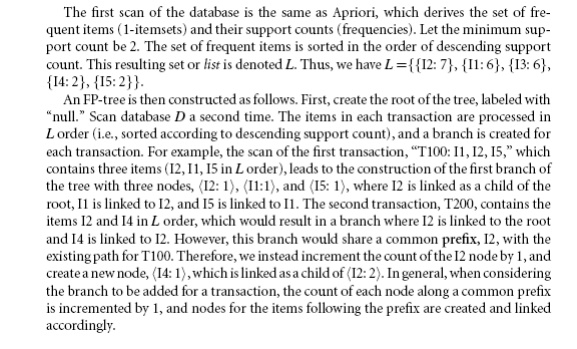 The first scan of the database is the same as Apriori, which derives the set of fre-
quent items (1-itemsets) and their support counts (frequencies). Let the minimum sup-
port count be 2. The set of frequent items is sorted in the order of descending support
count. This resulting set or list is denoted L. Thus, we have L ={{I2: 7}, {I1: 6}, {I3: 6},
{I4: 2}, {I5: 2}}.
An FP-tree is then constructed as follows. First, create the root of the tree, labeled with
“null.” Scan database D a second time. The items in each transaction are processed in
L order (i.e., sorted according to descending support count), and a branch is created for
each transaction. For example, the scan of the first transaction, “T100: I1, I2, I5,” which
contains three items (I2, I1, I5 in L order), leads to the construction of the first branch of
the tree with three nodes, ⟨I2: 1⟩, ⟨I1:1⟩, and ⟨I5: 1⟩, where I2 is linked as a child of the
root, I1 is linked to I2, and I5 is linked to I1. The second transaction, T200, contains the
items I2 and I4 in L order, which would result in a branch where I2 is linked to the root
and I4 is linked to I2. However, this branch would share a common prefix, I2, with the
existing path for T100. Therefore, we instead increment the count of the I2 node by 1, and
create a new node, ⟨I4: 1⟩, which is linked as a child of ⟨I2: 2⟩. In general, when considering
the branch to be added for a transaction, the count of each node along a common prefix
is incremented by 1, and nodes for the items following the prefix are created and linked
accordingly.